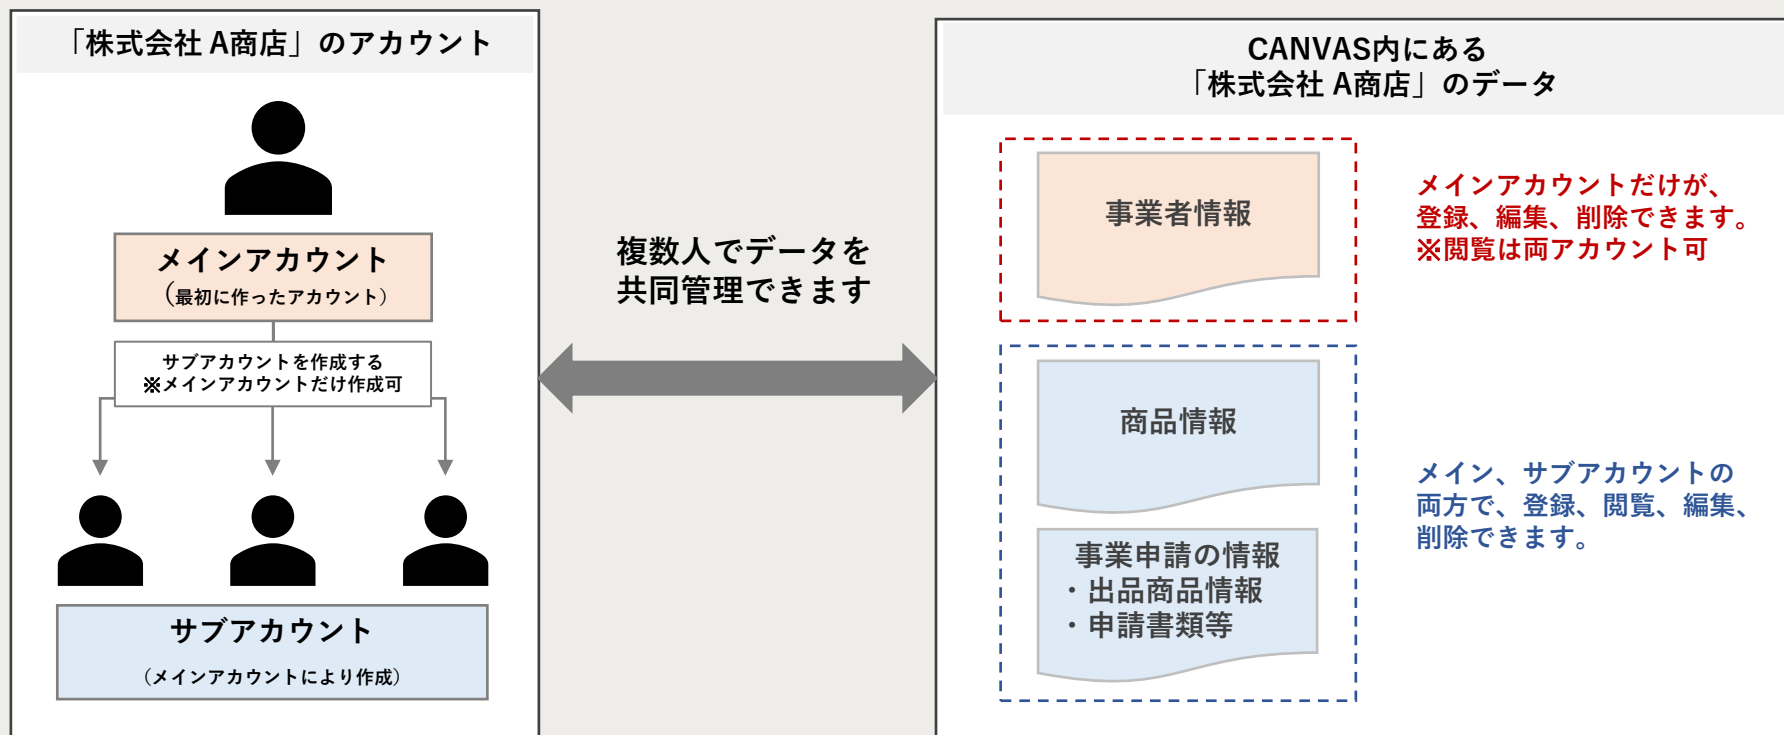 「株式会社 A商店」のアカウント
メインアカウント
（最初に作ったアカウント）
サブアカウントを作成する
※メインアカウントだけ作成可
サブアカウント
（メインアカウントにより作成）
複数人でデータを
共同管理できます
CANVAS内にある
「株式会社 A商店」のデータ
事業者情報
メインアカウントだけが、
登録、編集、削除できます。
※閲覧は両アカウント可
商品情報
事業申請の情報
・出品商品情報
・申請書類等
メイン、サブアカウントの
両方で、登録、閲覧、編集、
削除できます。